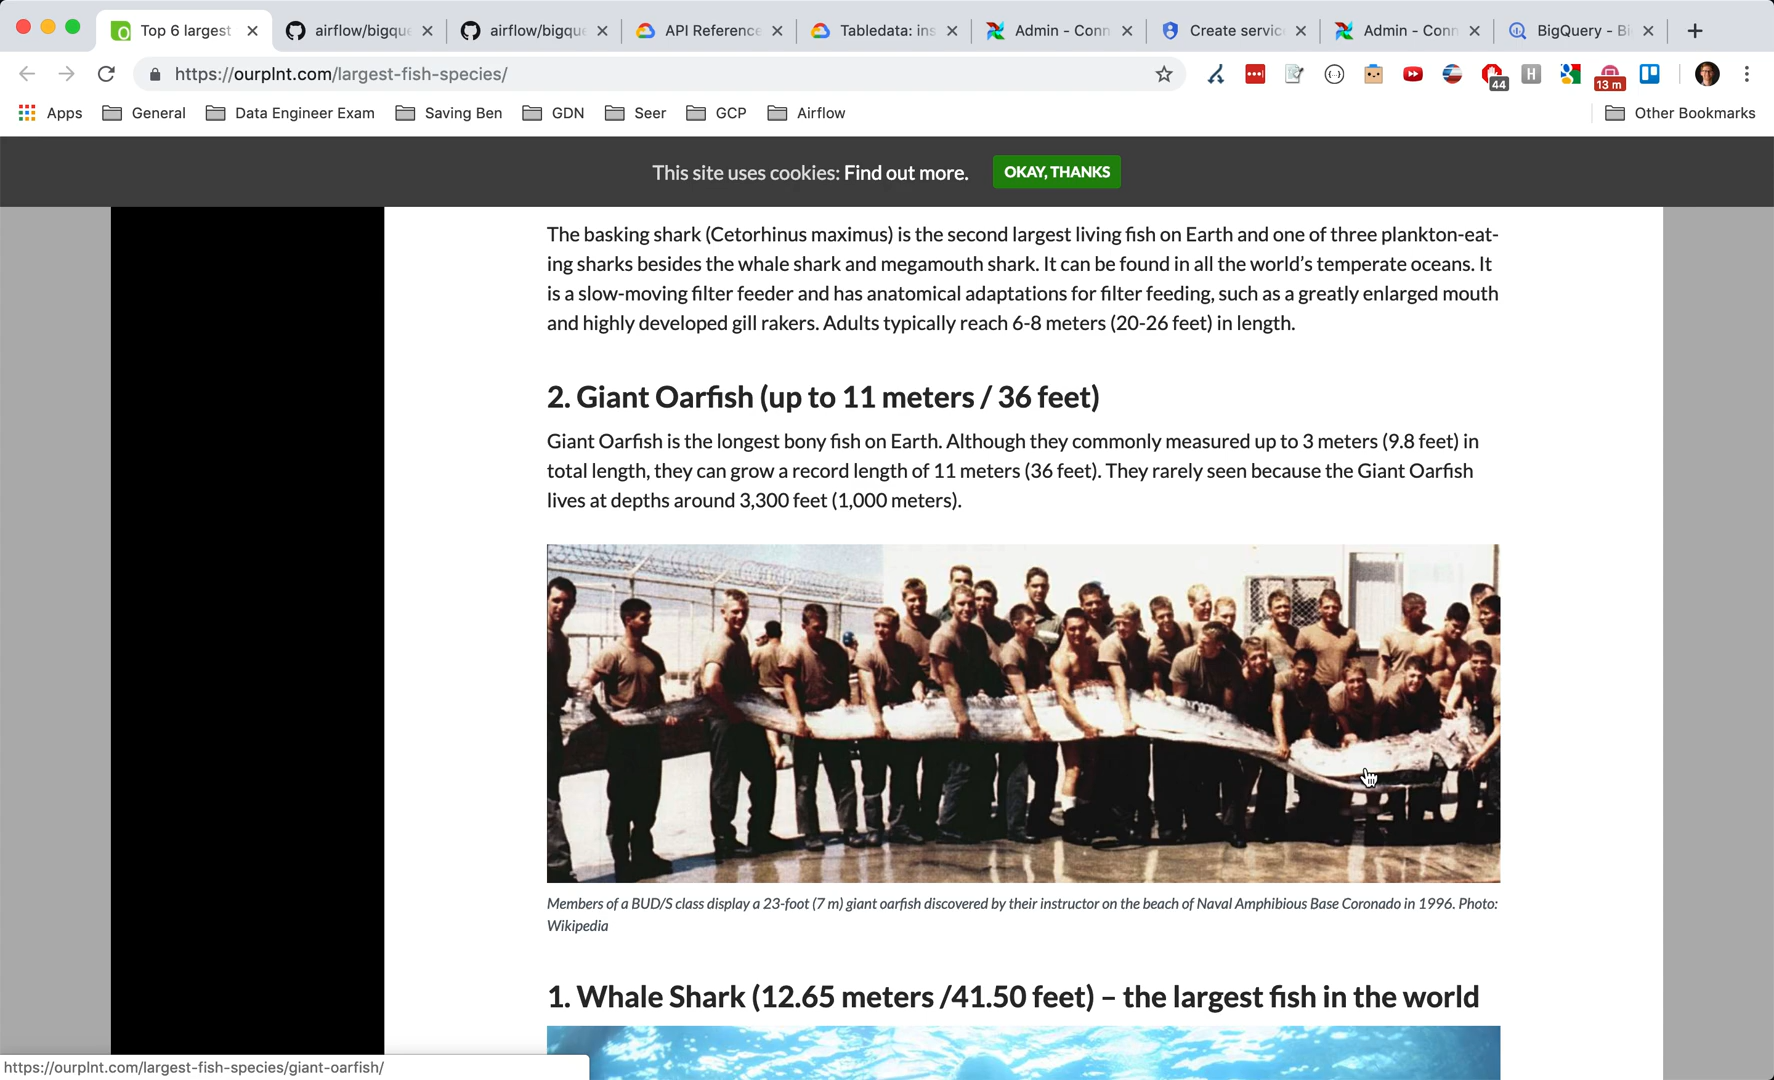 Top 6 largest
airflow/bigque
airflow/bigque
API Reference
Tabledata: ins
Admin - Conn
Create servic
Admin - Conn
BigQuery - Bi
https://ourplnt.com/largest-fish-species/
44
H
13 m
Apps
General
Data Engineer Exam
Saving Ben
GDN
Seer
GCP
Airflow
Other Bookmarks
This site uses cookies: Find out more.
OKAY, THANKS
The basking shark (Cetorhinus maximus) is the second largest living fish on Earth and one of three plankton-eat-
ing sharks besides the whale shark and megamouth shark. It can be found in all the world’s temperate oceans. It
is a slow-moving filter feeder and has anatomical adaptations for filter feeding, such as a greatly enlarged mouth
and highly developed gill rakers. Adults typically reach 6-8 meters (20-26 feet) in length.
2. Giant Oarfish (up to 11 meters / 36 feet)
Giant Oarfish is the longest bony fish on Earth. Although they commonly measured up to 3 meters (9.8 feet) in
total length, they can grow a record length of 11 meters (36 feet). They rarely seen because the Giant Oarfish
lives at depths around 3,300 feet (1,000 meters).
Members of a BUD/S class display a 23-foot (7 m) giant oarfish discovered by their instructor on the beach of Naval Amphibious Base Coronado in 1996. Photo:
Wikipedia
1. Whale Shark (12.65 meters /41.50 feet) – the largest fish in the world
https://ourplnt.com/largest-fish-species/giant-oarfish/